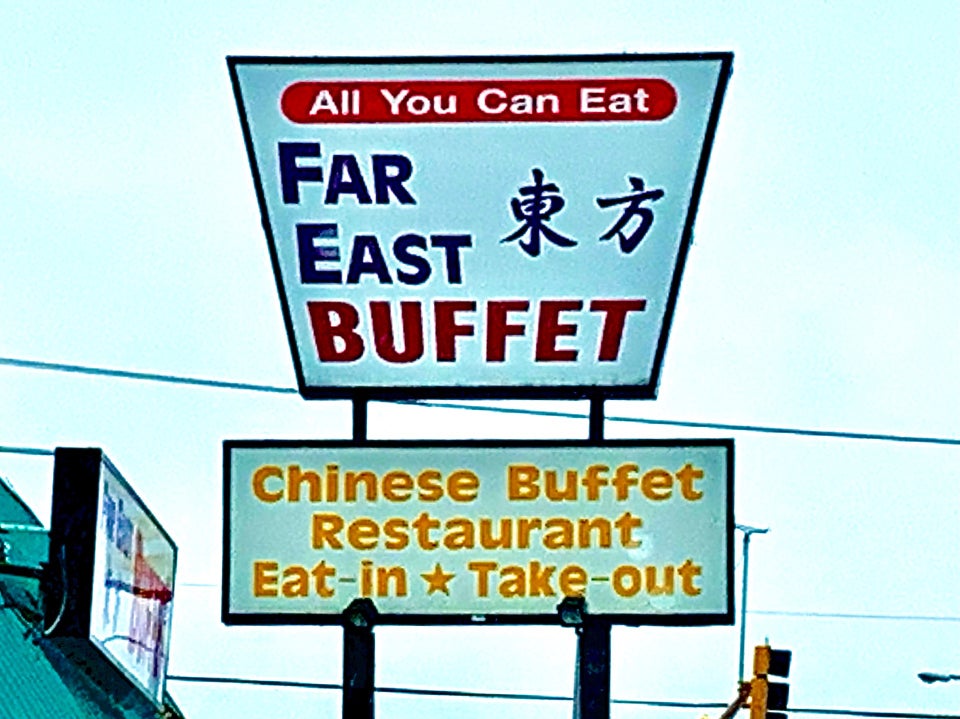 All You Can Eat
FAR
EAST
東方
BUFFET
Chinese Buffet
Restaurant
Eat-in ★ Take-out